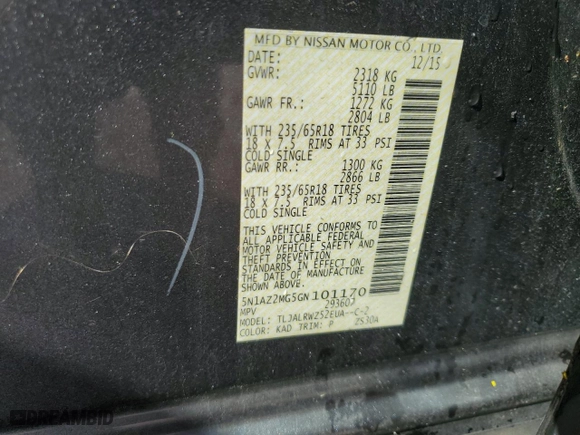 MFD BY NISSAN MOTOR CO., LTD.
DATE: 12/15
GVWR: 2318 KG
5110 LB
GAWR FR.: 1272 KG
2804 LB
WITH 235/65R18 TIRES
18 X 7.5 RIMS AT 33 PSI
COLD SINGLE
GAWR RR.: 1300 KG
2866 LB
WITH 235/65R18 TIRES
18 X 7.5 RIMS AT 33 PSI
COLD SINGLE
THIS VEHICLE CONFORMS TO
ALL APPLICABLE FEDERAL
MOTOR VEHICLE SAFETY AND
THEFT PREVENTION
STANDARDS IN EFFECT ON
THE DATE OF MANUFACTURE
SHOWN ABOVE.
5N1AZ2MG5GN101170
MPV 293607
MODEL: TLJALRWZ52EUA--C-2
COLOR: KAD TRIM: P Z530A
DREAMBID